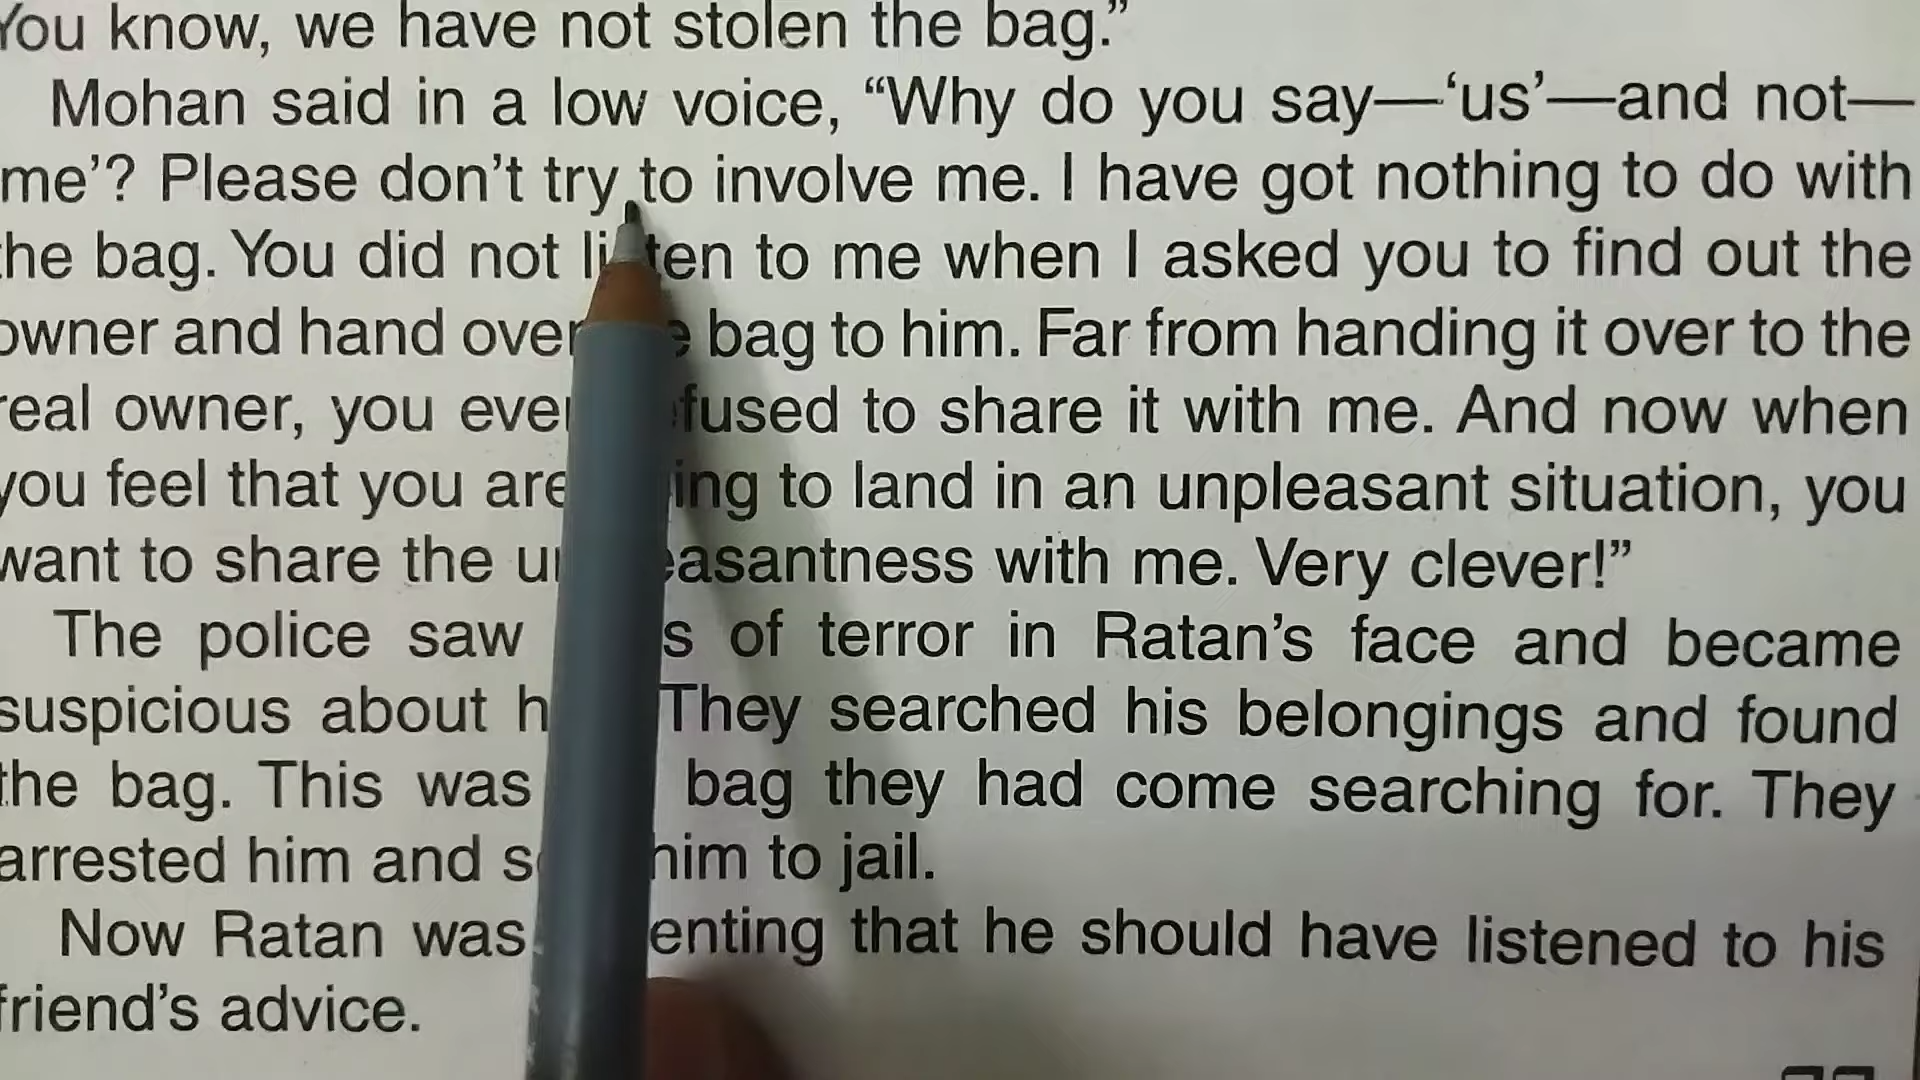 You know, we have not stolen the bag.”
Mohan said in a low voice, “Why do you say—‘us’—and not—
me’? Please don’t try to involve me. I have got nothing to do with
the bag. You did not listen to me when I asked you to find out the
owner and hand over bag to him. Far from handing it over to the
real owner, you even refused to share it with me. And now when
you feel that you are going to land in an unpleasant situation, you
want to share the unpleasantness with me. Very clever!”
The police saw of terror in Ratan’s face and became
suspicious about They searched his belongings and found
the bag. This was bag they had come searching for. They
arrested him and him to jail.
Now Ratan was that he should have listened to his
friend’s advice.